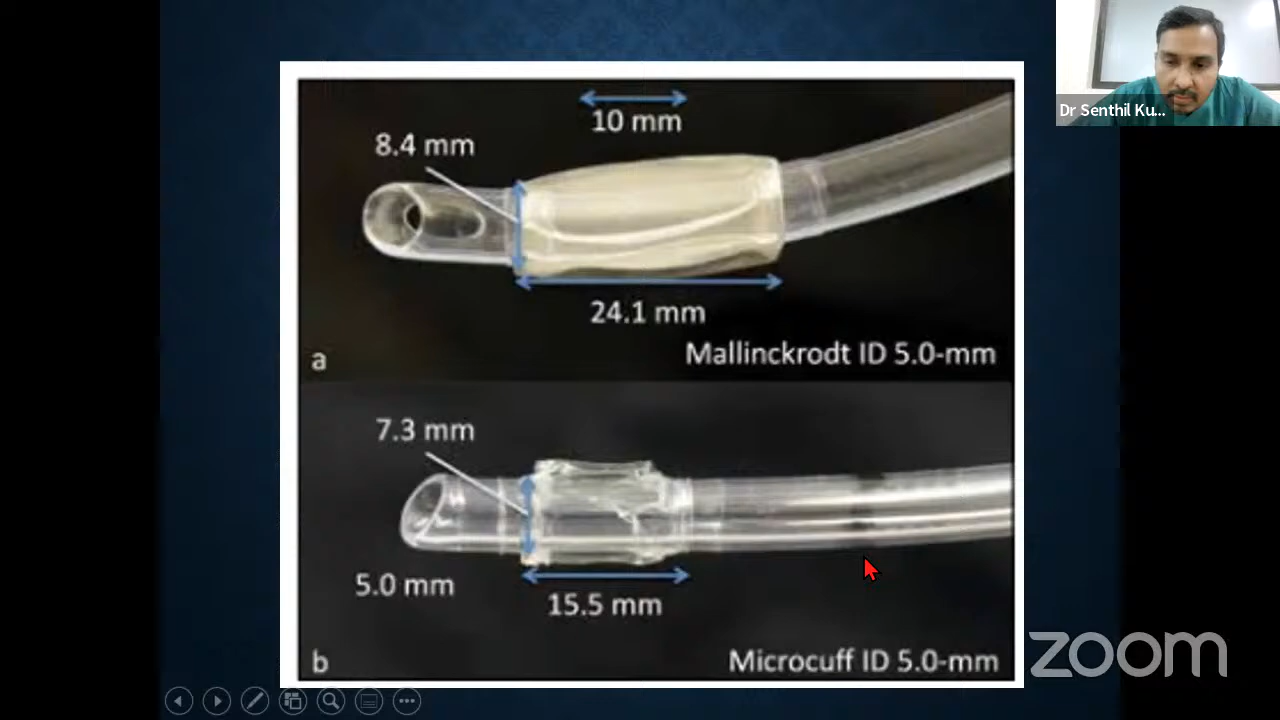 10 mm
8.4 mm
24.1 mm
Mallinckrodt ID 5.0-mm
a
7.3 mm
5.0 mm
15.5 mm
Microcuff ID 5.0-mm
b
Dr Senthil Ku...
zoom